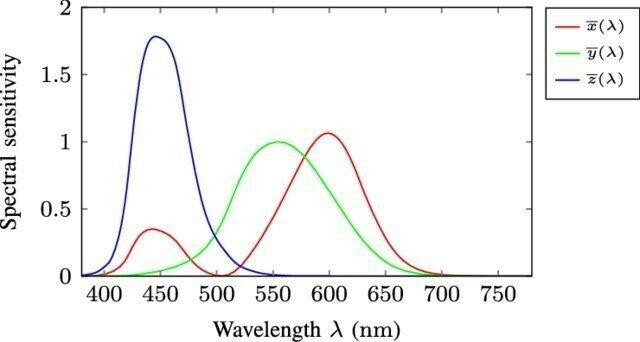 2
1.5
1
0.5
0
400 450 500 550 600 650 700 750
Spectral sensitivity
Wavelength λ (nm)
x̅(λ)
y̅(λ)
z̅(λ)